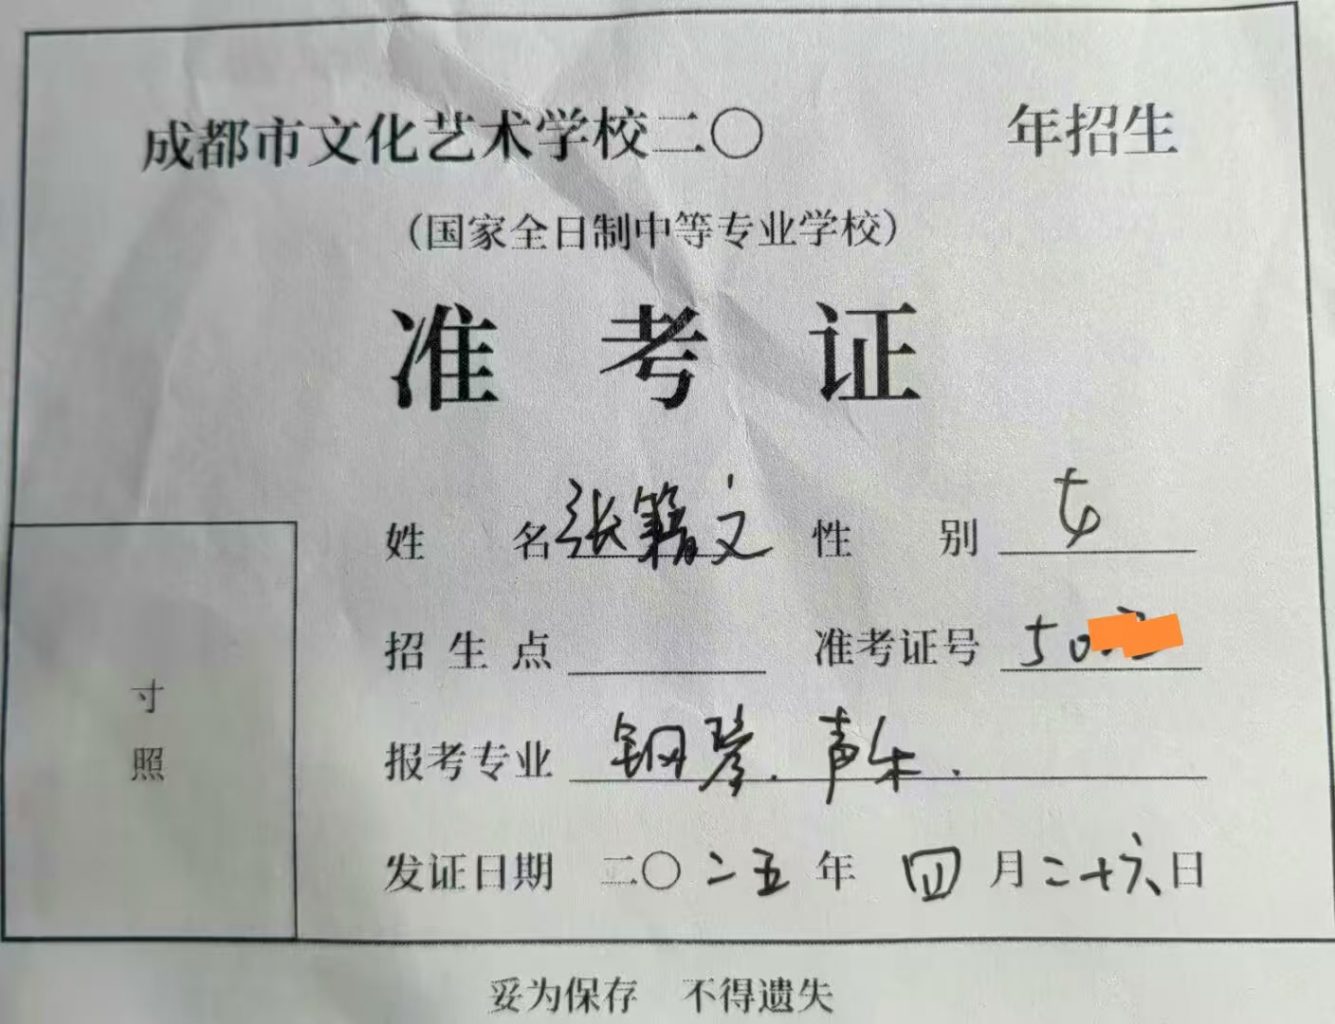 成都市文化艺术学校二〇 年招生
（国家全日制中等专业学校）
准考证
姓名 张籍文 性别 女
招生点 准考证号 50
报考专业 钢琴.声乐.
发证日期 二〇二五年四月二十六日
寸照
妥为保存 不得遗失